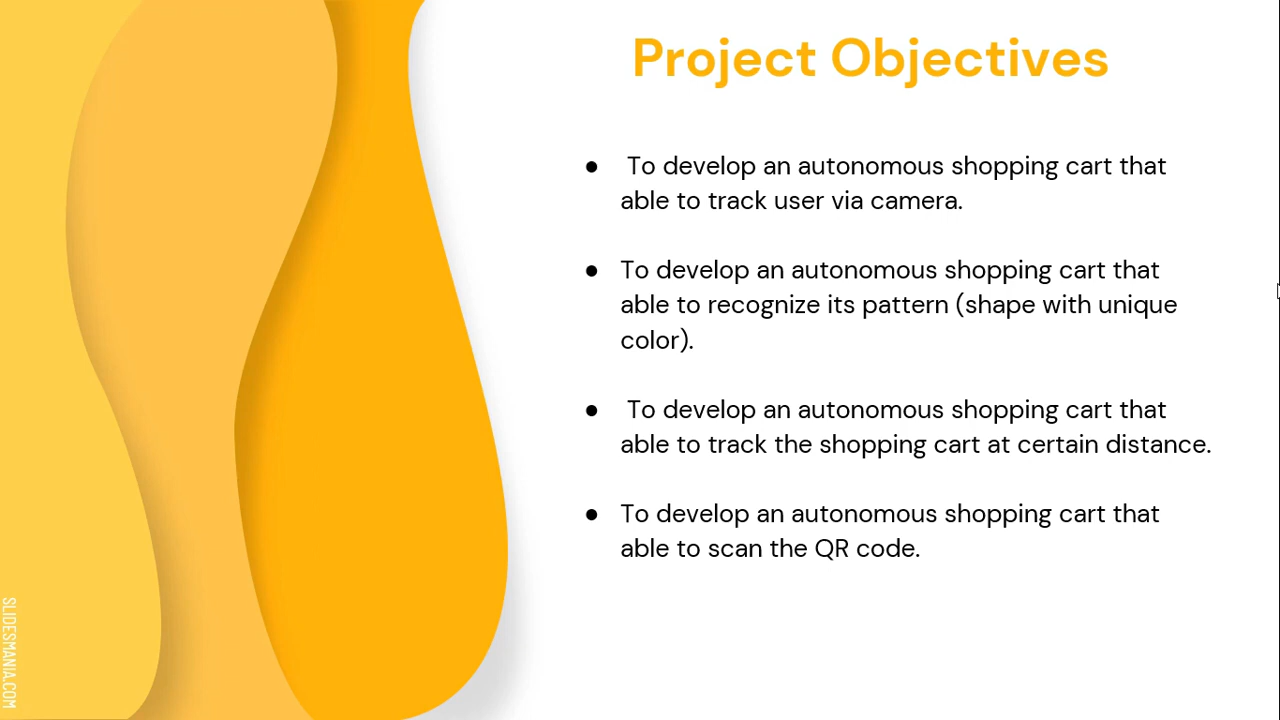 Project Objectives
● To develop an autonomous shopping cart that
able to track user via camera.
● To develop an autonomous shopping cart that
able to recognize its pattern (shape with unique
color).
● To develop an autonomous shopping cart that
able to track the shopping cart at certain distance.
● To develop an autonomous shopping cart that
able to scan the QR code.
SLIDESMANIA.COM